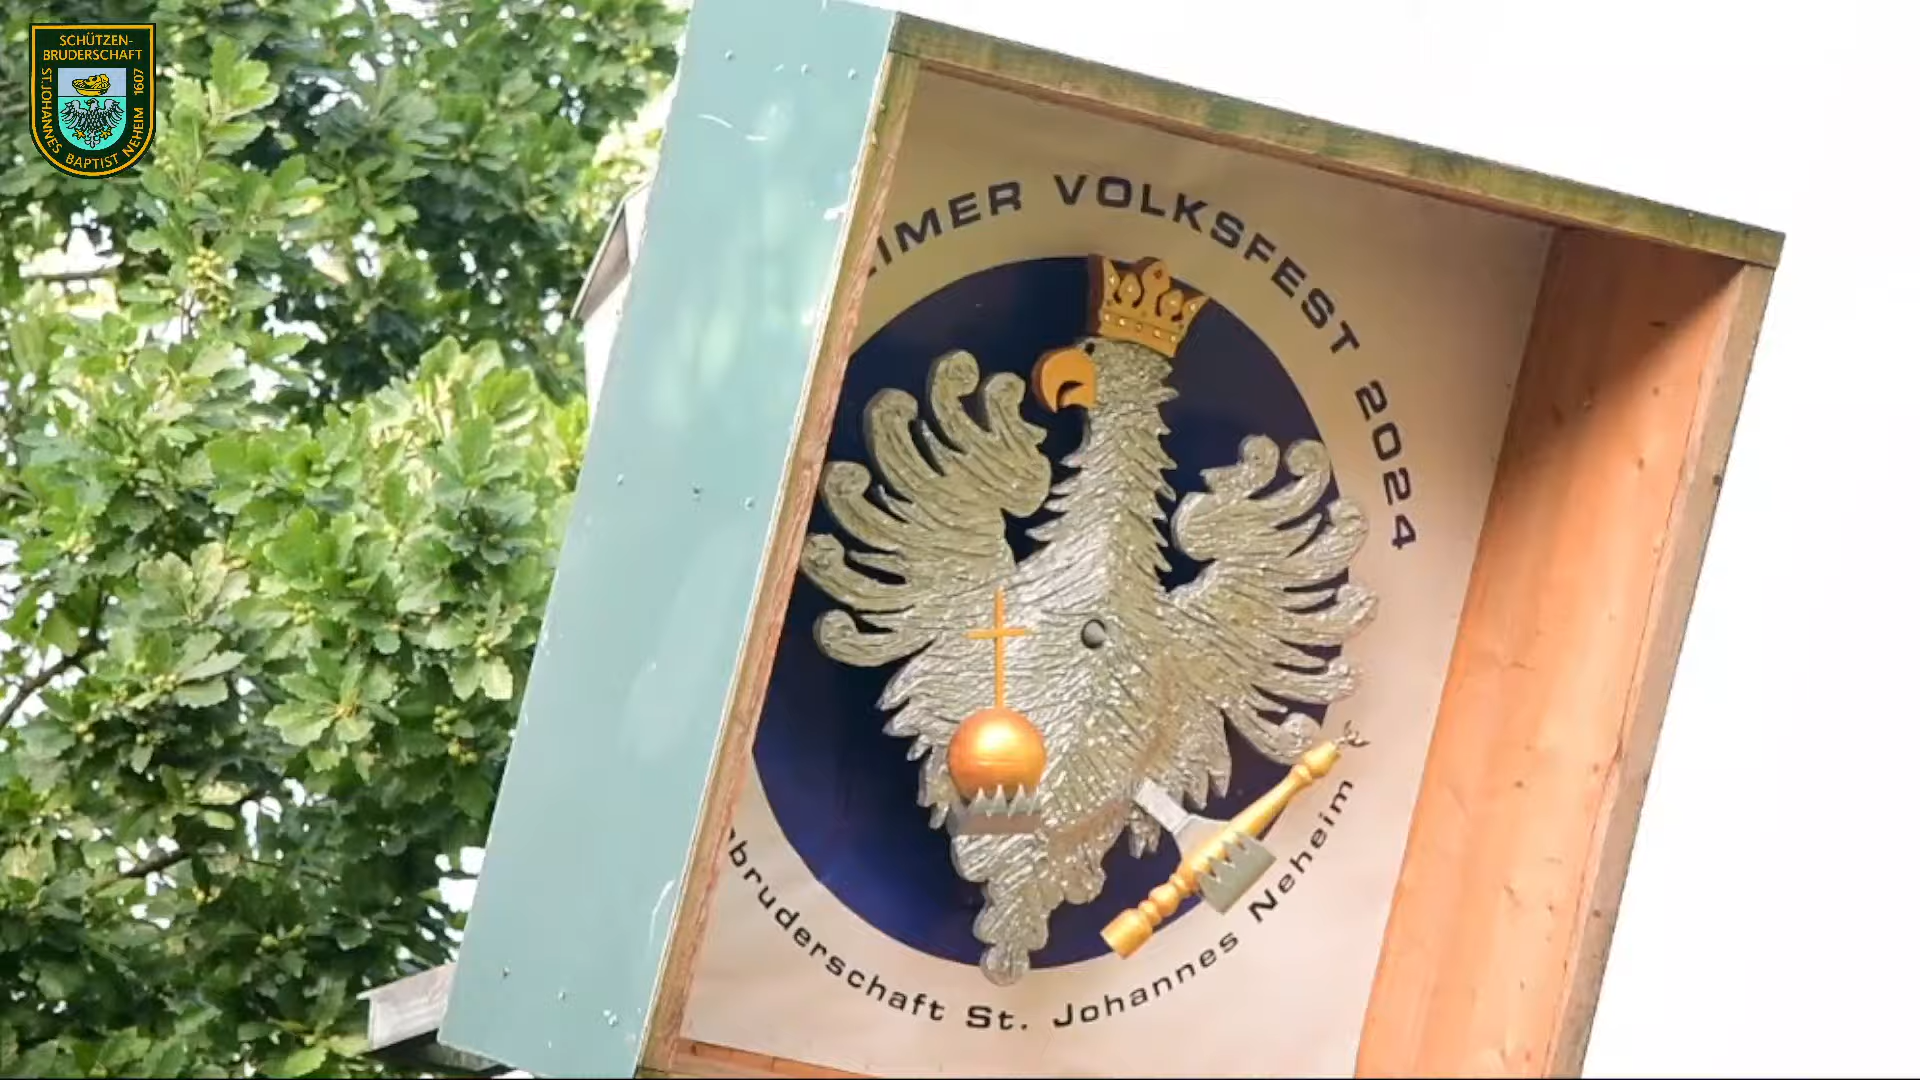 SCHÜTZEN-
BRUDERSCHAFT
ST. JOHANNES BAPTIST NEHEIM 1607
EIMER VOLKSFEST 2024
bruderschaft St. Johannes Neheim